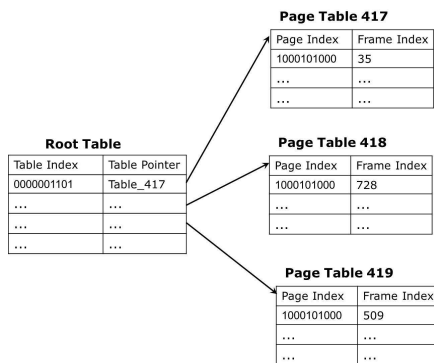 Page Table 417
Page Index Frame Index
1000101000 35
... ...
... ...
Root Table
Table Index Table Pointer
0000001101 Table_417
... ...
... ...
... ...
Page Table 418
Page Index Frame Index
1000101000 728
... ...
... ...
Page Table 419
Page Index Frame Index
1000101000 509
... ...
... ...